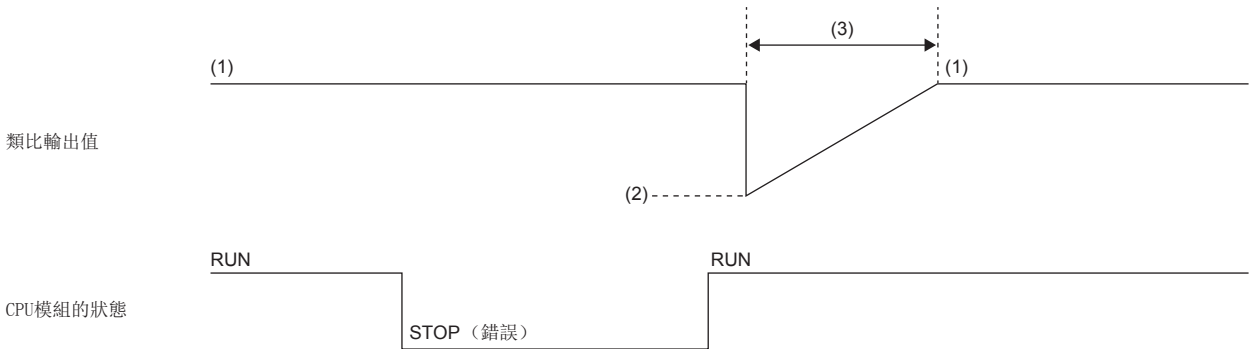 (3)
(1)
(1)
類比輸出值
(2)
RUN
RUN
CPU模組的狀態
STOP（錯誤）